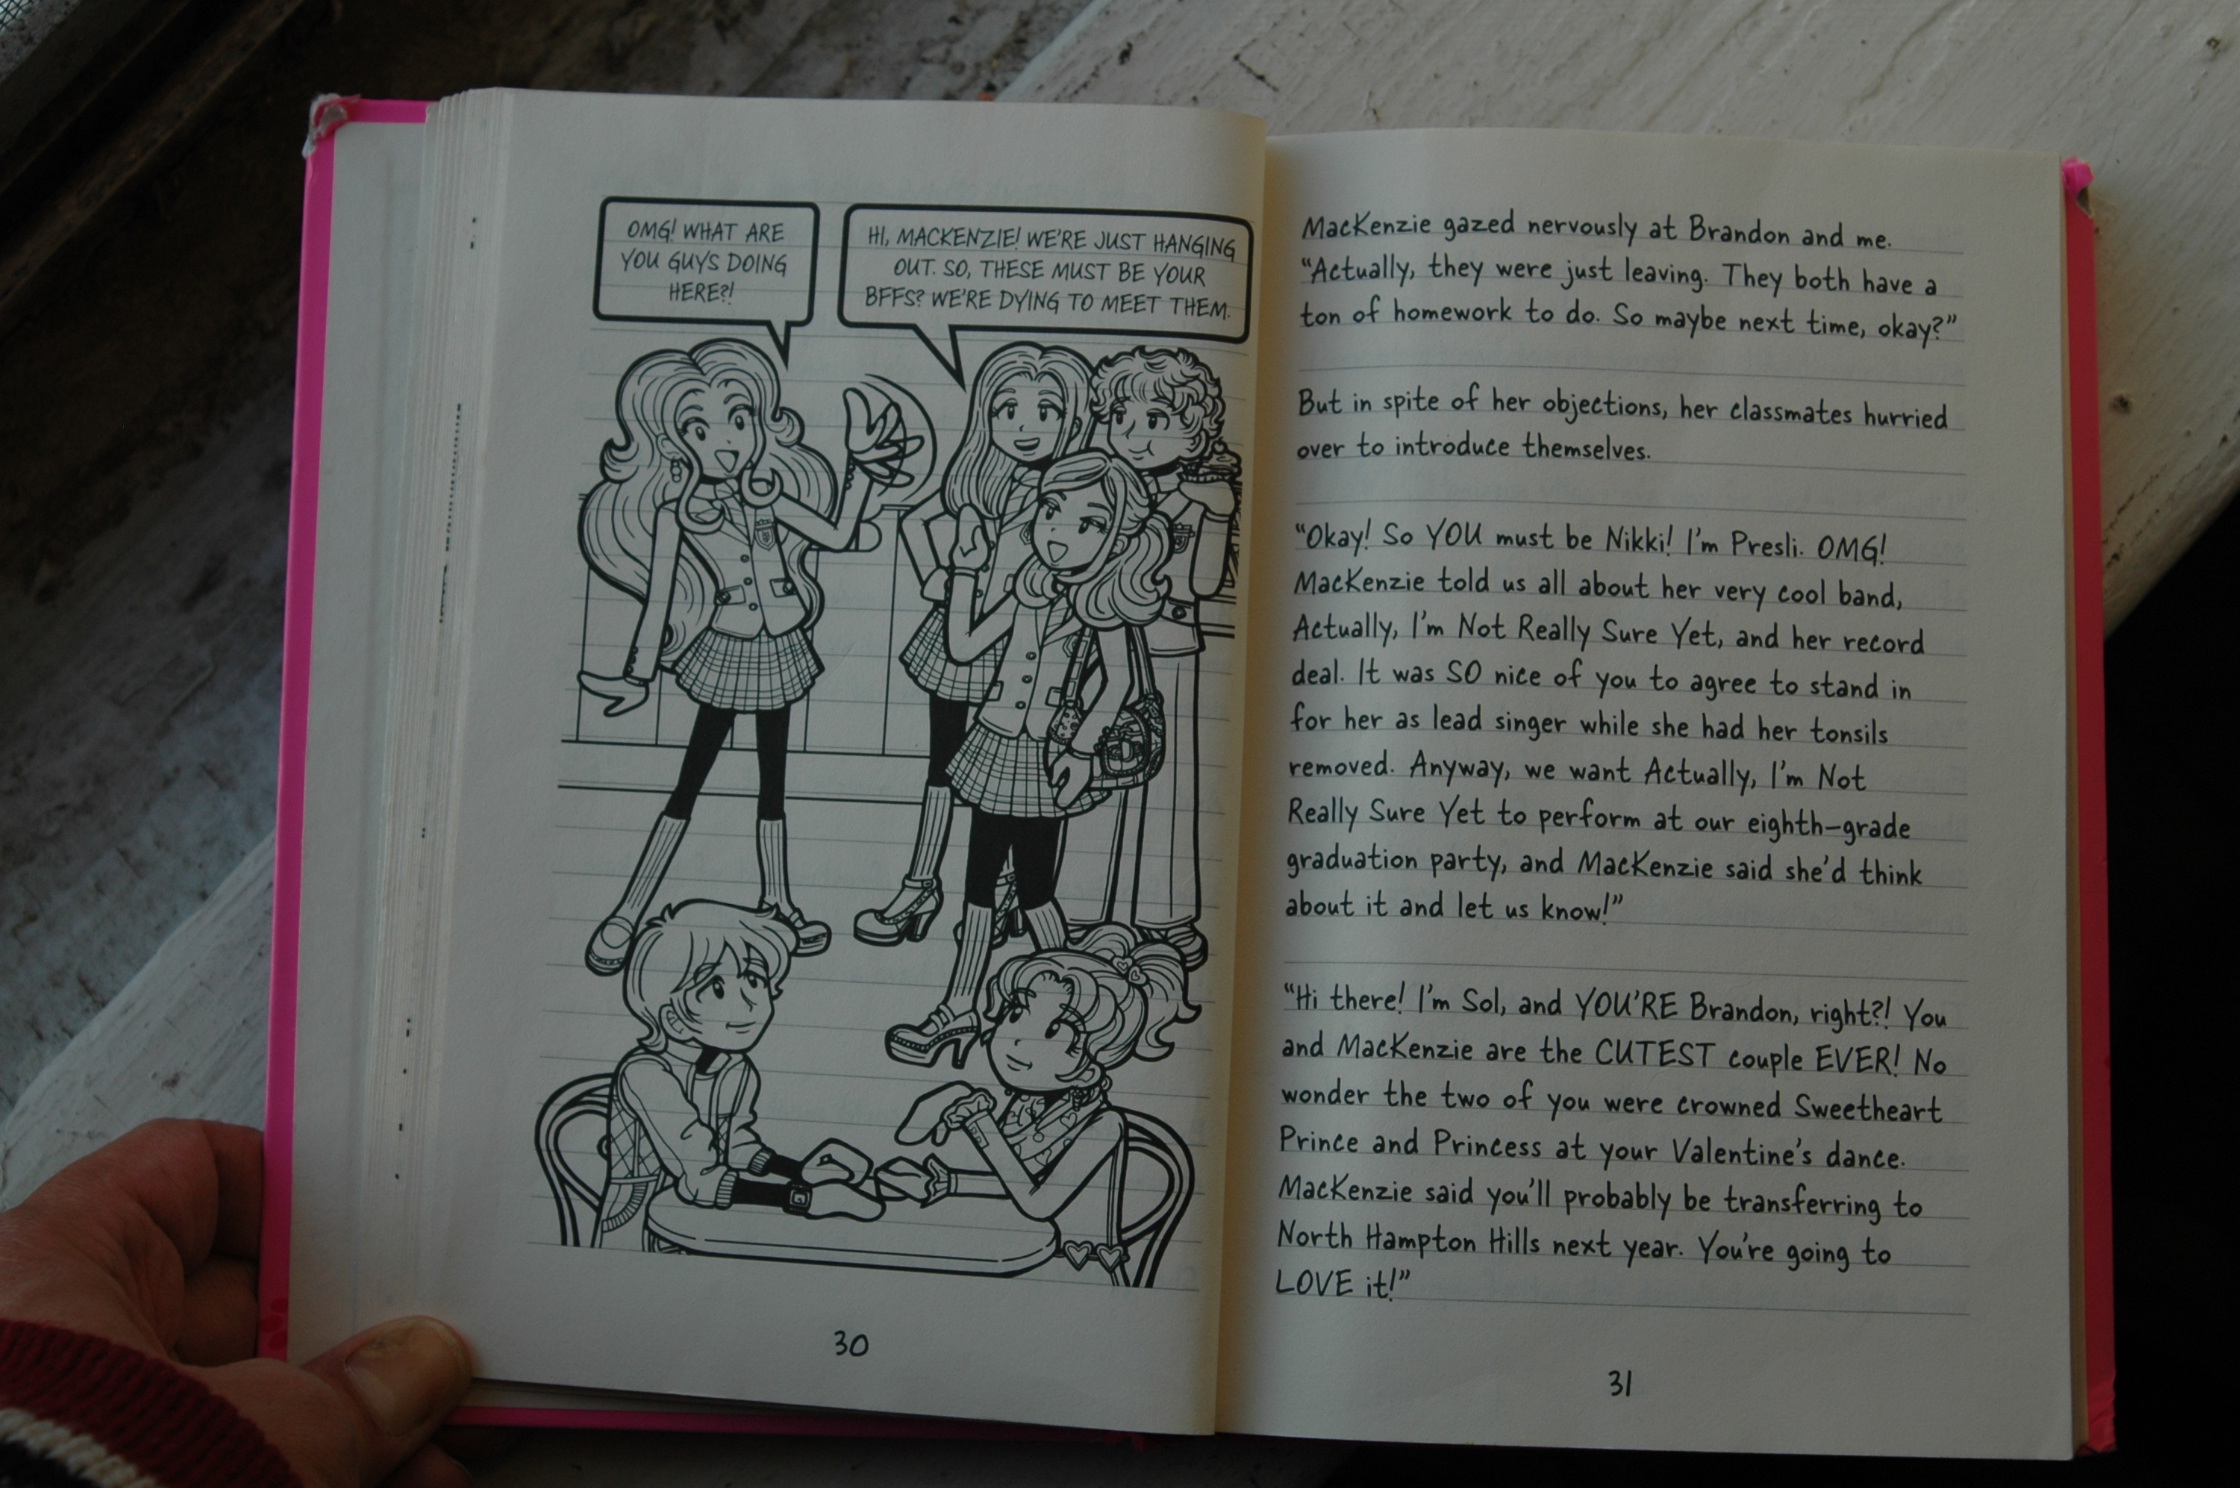 OMG! WHAT ARE
YOU GUYS DOING
HERE?!
HI, MACKENZIE! WE'RE JUST HANGING
OUT. SO, THESE MUST BE YOUR
BFFS? WE'RE DYING TO MEET THEM.
30
MacKenzie gazed nervously at Brandon and me.
“Actually, they were just leaving. They both have a
ton of homework to do. So maybe next time, okay?”
But in spite of her objections, her classmates hurried
over to introduce themselves.
“Okay! So YOU must be Nikki! I'm Presli. OMG!
MacKenzie told us all about her very cool band,
Actually, I'm Not Really Sure Yet, and her record
deal. It was SO nice of you to agree to stand in
for her as lead singer while she had her tonsils
removed. Anyway, we want Actually, I'm Not
Really Sure Yet to perform at our eighth-grade
graduation party, and MacKenzie said she'd think
about it and let us know!”
“Hi there! I'm Sol, and YOU'RE Brandon, right?! You
and MacKenzie are the CUTEST couple EVER! No
wonder the two of you were crowned Sweetheart
Prince and Princess at your Valentine's dance.
MacKenzie said you'll probably be transferring to
North Hampton Hills next year. You're going to
LOVE it!”
31